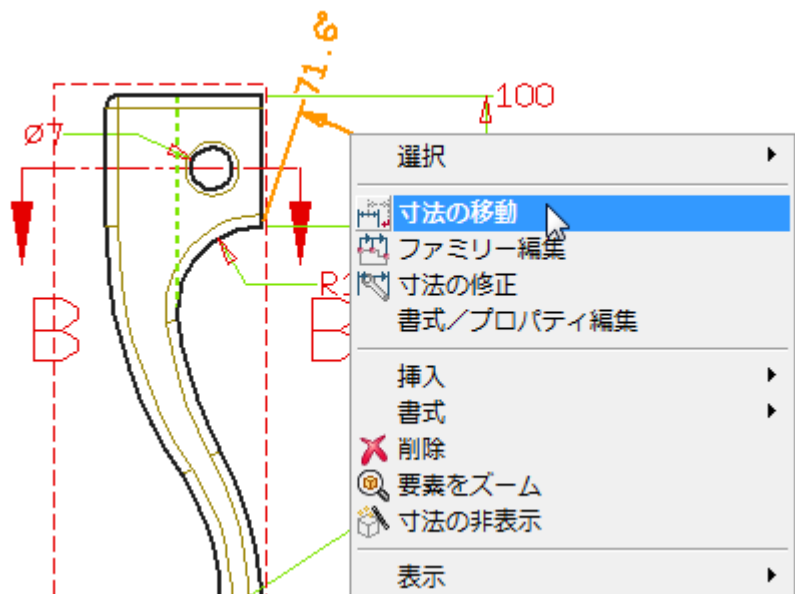 71.6
100
ø7
選択
寸法の移動
ファミリー編集
寸法の修正
B
B
書式／プロパティ編集
挿入
書式
削除
要素をズーム
寸法の非表示
表示